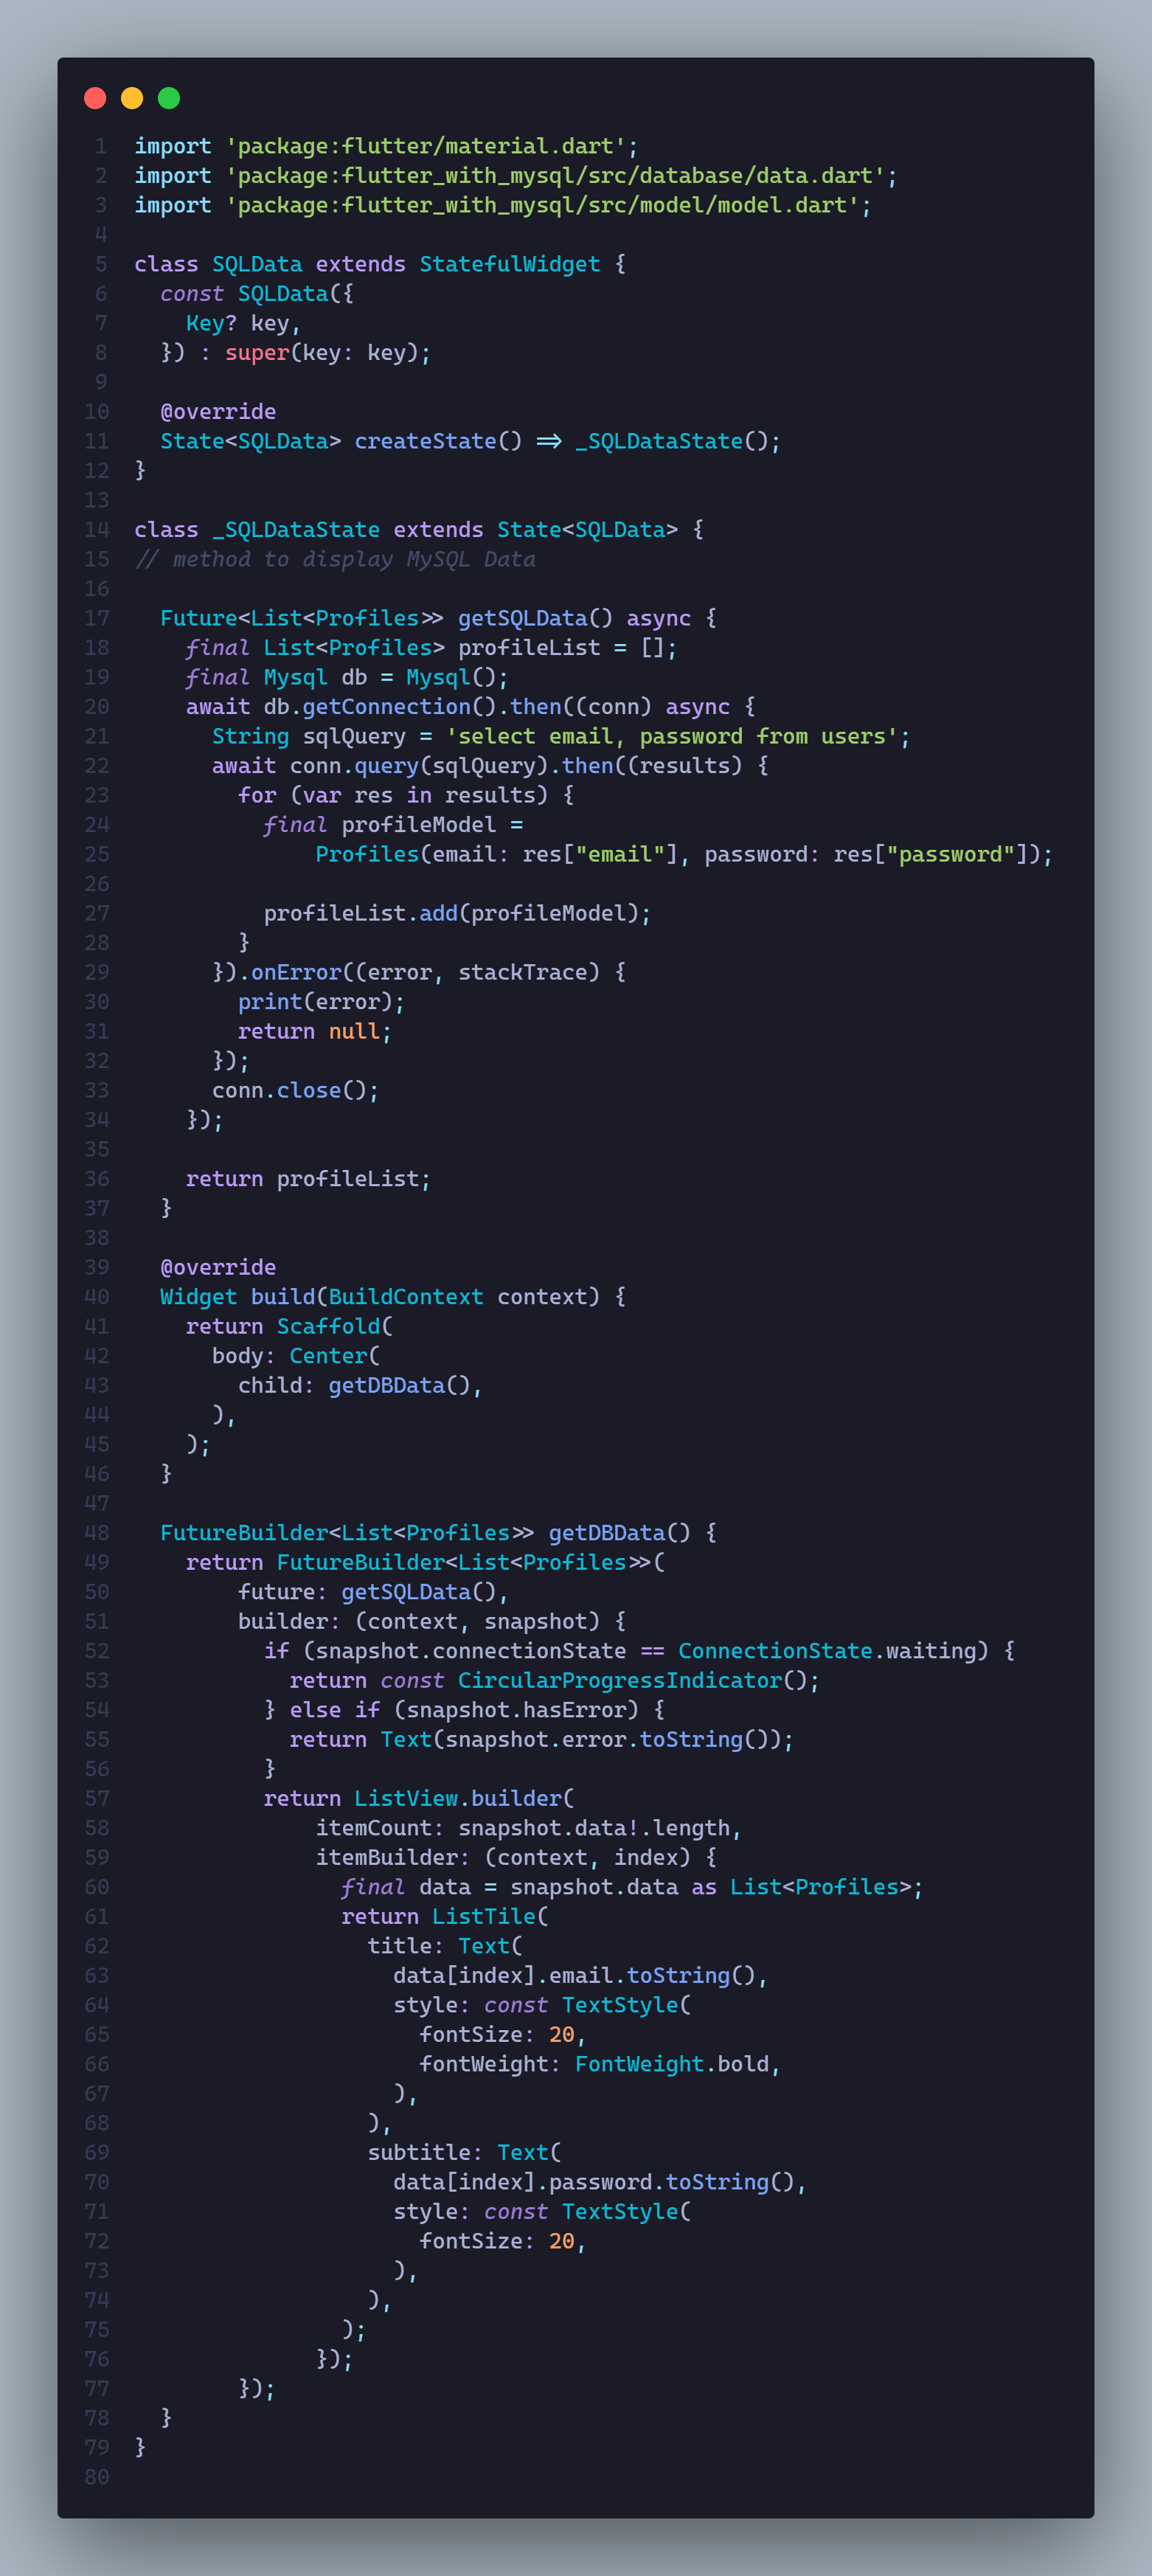 1 import 'package:flutter/material.dart';
2 import 'package:flutter_with_mysql/src/database/data.dart';
3 import 'package:flutter_with_mysql/src/model/model.dart';
4
5 class SQLData extends StatefulWidget {
6   const SQLData({
7     Key? key,
8   }) : super(key: key);
9
10   @override
11   State<SQLData> createState() => _SQLDataState();
12 }
13
14 class _SQLDataState extends State<SQLData> {
15 // method to display MySQL Data
16
17   Future<List<Profiles>> getSQLData() async {
18     final List<Profiles> profileList = [];
19     final Mysql db = Mysql();
20     await db.getConnection().then((conn) async {
21       String sqlQuery = 'select email, password from users';
22       await conn.query(sqlQuery).then((results) {
23         for (var res in results) {
24           final profileModel =
25               Profiles(email: res["email"], password: res["password"]);
26
27           profileList.add(profileModel);
28         }
29       }).onError((error, stackTrace) {
30         print(error);
31         return null;
32       });
33       conn.close();
34     });
35
36     return profileList;
37   }
38
39   @override
40   Widget build(BuildContext context) {
41     return Scaffold(
42       body: Center(
43         child: getDBData(),
44       ),
45     );
46   }
47
48   FutureBuilder<List<Profiles>> getDBData() {
49     return FutureBuilder<List<Profiles>>(
50         future: getSQLData(),
51         builder: (context, snapshot) {
52           if (snapshot.connectionState == ConnectionState.waiting) {
53             return const CircularProgressIndicator();
54           } else if (snapshot.hasError) {
55             return Text(snapshot.error.toString());
56           }
57           return ListView.builder(
58               itemCount: snapshot.data!.length,
59               itemBuilder: (context, index) {
60                 final data = snapshot.data as List<Profiles>;
61                 return ListTile(
62                   title: Text(
63                     data[index].email.toString(),
64                     style: const TextStyle(
65                       fontSize: 20,
66                       fontWeight: FontWeight.bold,
67                     ),
68                   ),
69                   subtitle: Text(
70                     data[index].password.toString(),
71                     style: const TextStyle(
72                       fontSize: 20,
73                     ),
74                   ),
75                 );
76               });
77         });
78   }
79 }
80